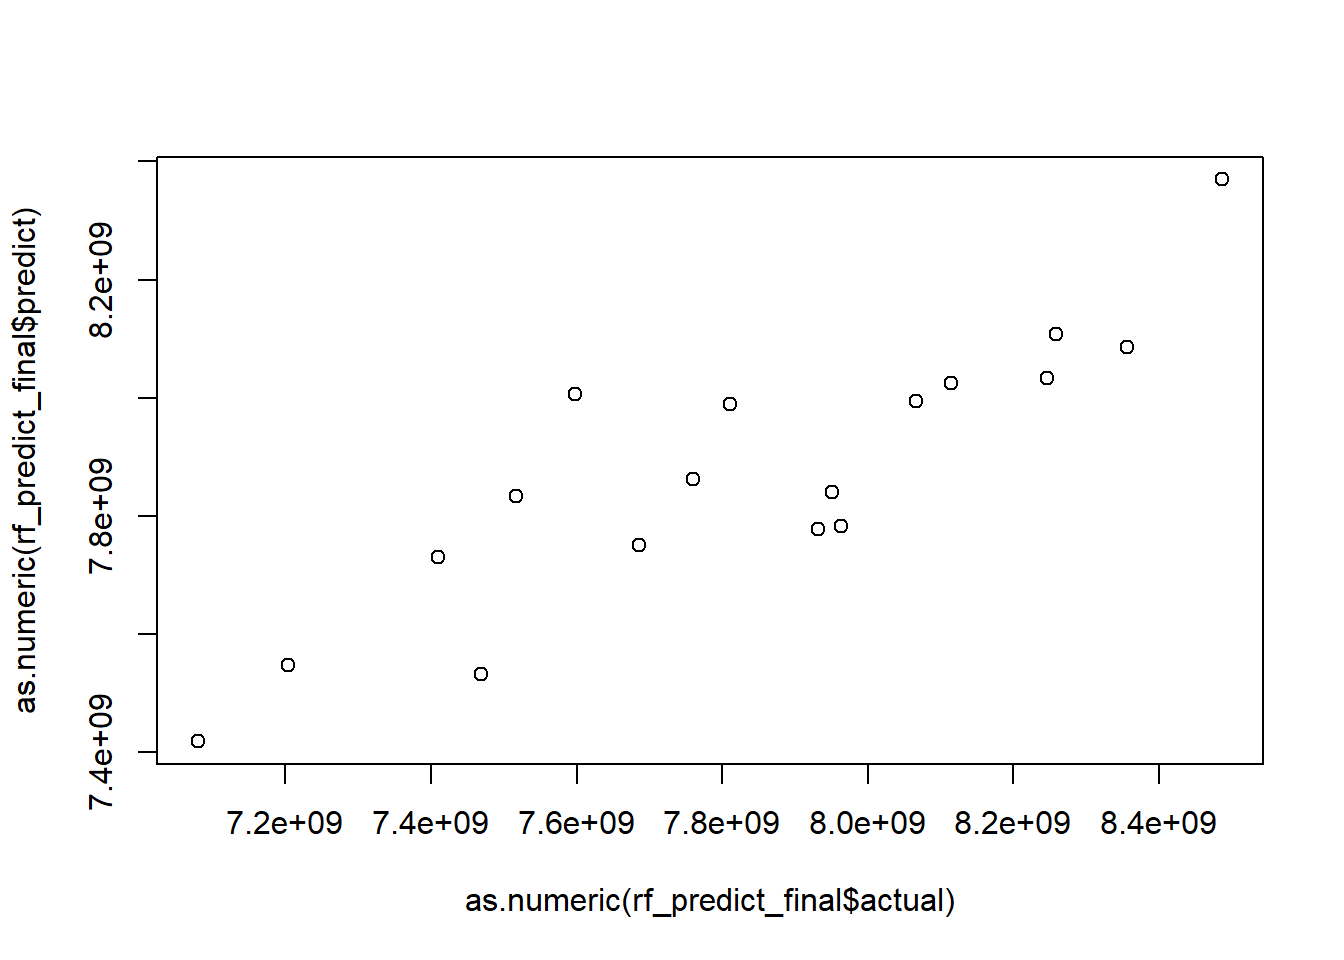 as.numeric(rf_predict_final$predict)
8.2e+09
7.8e+09
7.4e+09
7.2e+09 7.4e+09 7.6e+09 7.8e+09 8.0e+09 8.2e+09 8.4e+09
as.numeric(rf_predict_final$actual)